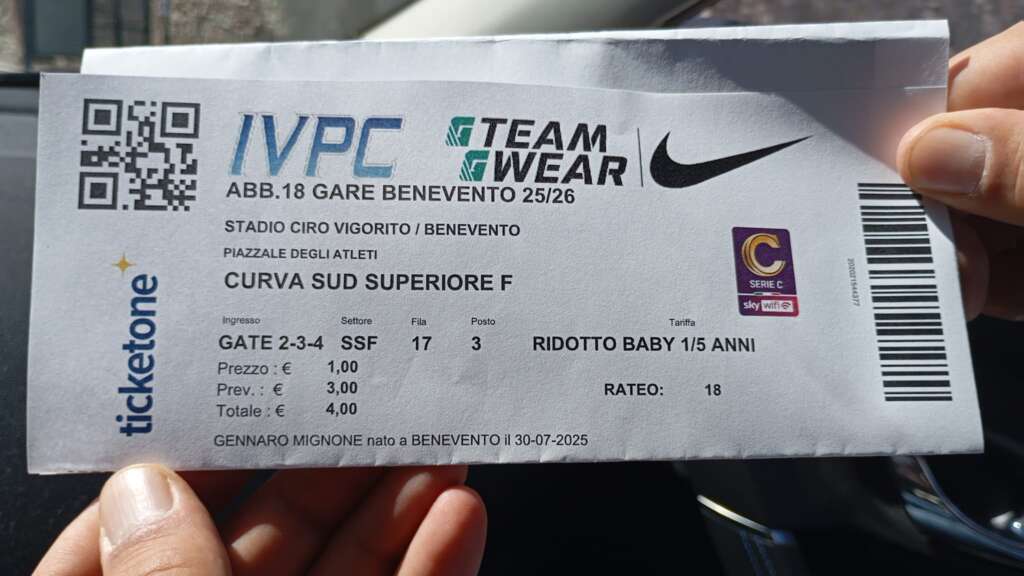 IVPC
TEAM
WEAR
ABB.18 GARE BENEVENTO 25/26
STADIO CIRO VIGORITO / BENEVENTO
PIAZZALE DEGLI ATLETI
CURVA SUD SUPERIORE F
C
SERIE C
sky wifi
ticketone
Ingresso Settore Fila Posto Tariffa
GATE 2-3-4 SSF 17 3 RIDOTTO BABY 1/5 ANNI
Prezzo : € 1,00
Prev. : € 3,00 RATEO: 18
Totale : € 4,00
GENNARO MIGNONE nato a BENEVENTO il 30-07-2025